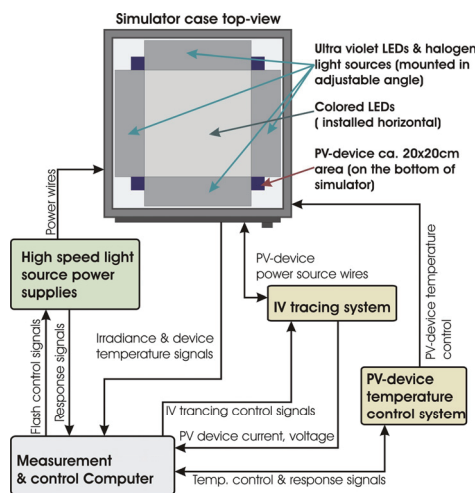 Simulator case top-view
Ultra violet LEDs & halogen
light sources (mounted in
adjustable angle)
Colored LEDs
( installed horizontal)
PV-device ca. 20x20cm
area (on the bottom of
simulator)
Power wires
High speed light
source power
supplies
PV-device
power source wires
IV tracing system
PV-device temperature
control
Irradiance & device
temperature signals
Flash control signals
Response signals
PV-device
temperature
control system
IV trancing control signals
PV device current, voltage
Measurement
& control Computer
Temp. control & response signals